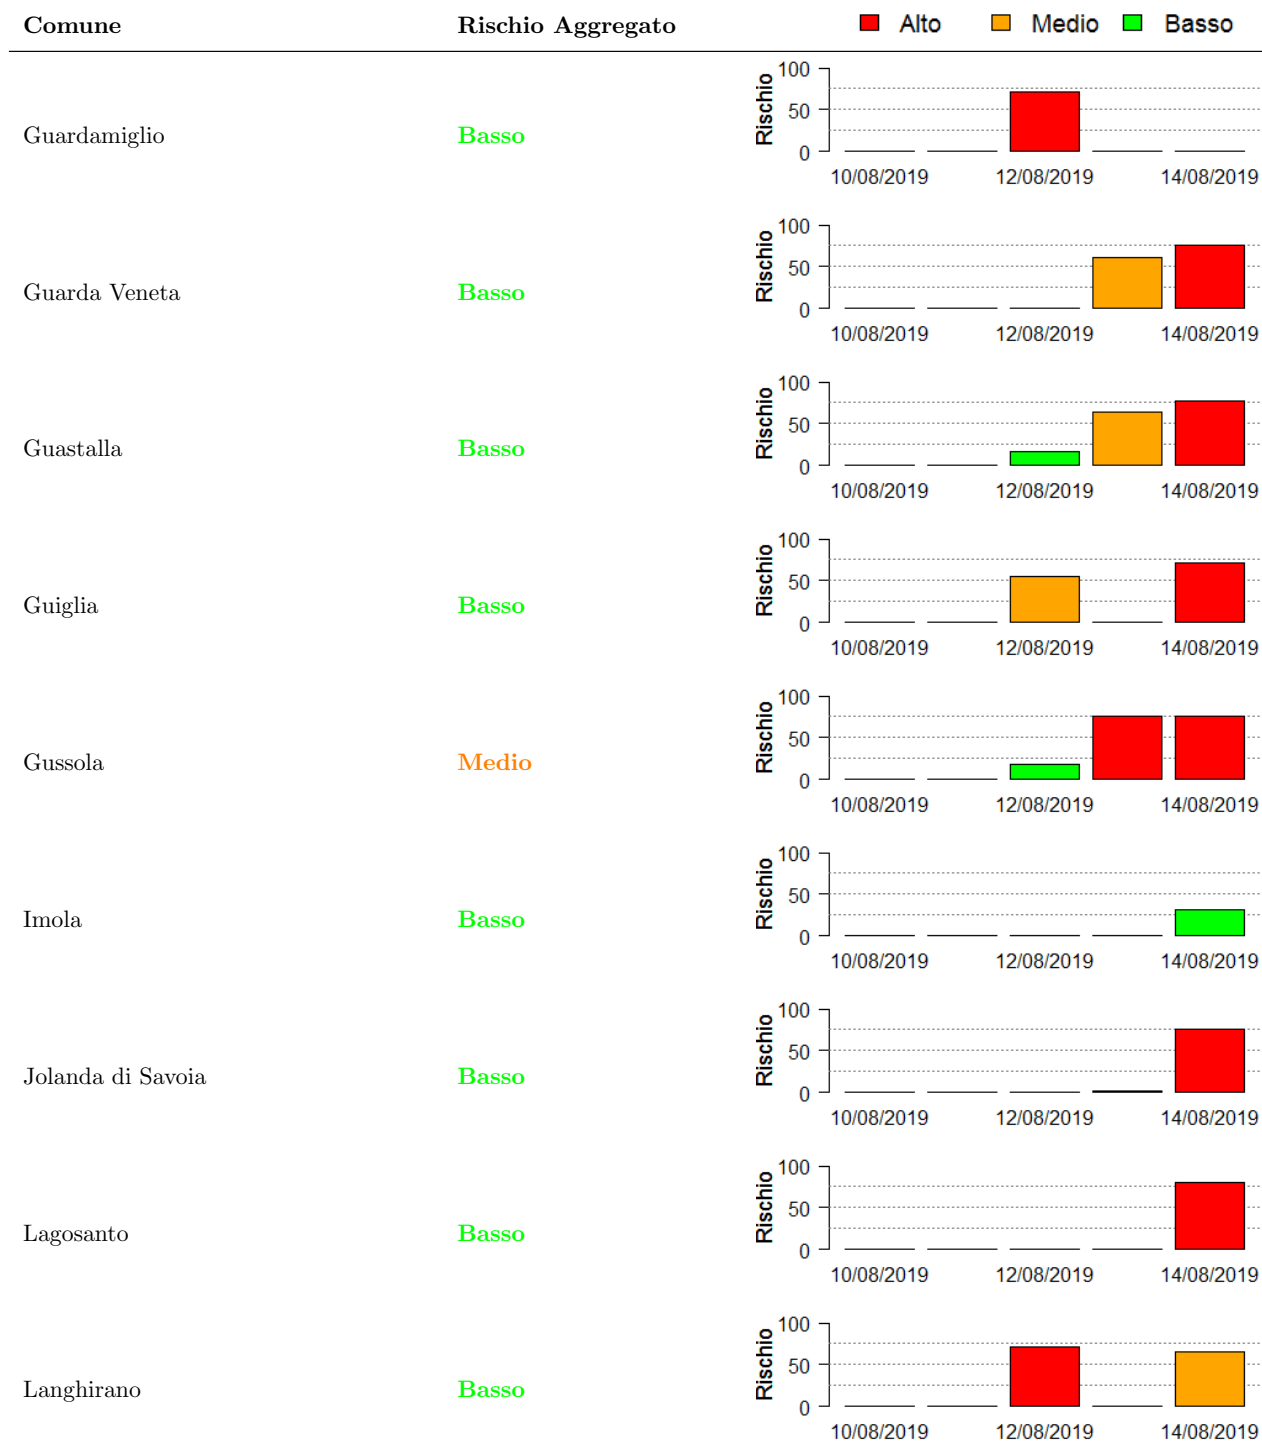 Comune Rischio Aggregato Alto Medio Basso
Guardamiglio Basso Rischio 100 50 0
10/08/2019 12/08/2019 14/08/2019
Guarda Veneta Basso Rischio 100 50 0
10/08/2019 12/08/2019 14/08/2019
Guastalla Basso Rischio 100 50 0
10/08/2019 12/08/2019 14/08/2019
Guiglia Basso Rischio 100 50 0
10/08/2019 12/08/2019 14/08/2019
Gussola Medio Rischio 100 50 0
10/08/2019 12/08/2019 14/08/2019
Imola Basso Rischio 100 50 0
10/08/2019 12/08/2019 14/08/2019
Jolanda di Savoia Basso Rischio 100 50 0
10/08/2019 12/08/2019 14/08/2019
Lagosanto Basso Rischio 100 50 0
10/08/2019 12/08/2019 14/08/2019
Langhirano Basso Rischio 100 50 0
10/08/2019 12/08/2019 14/08/2019